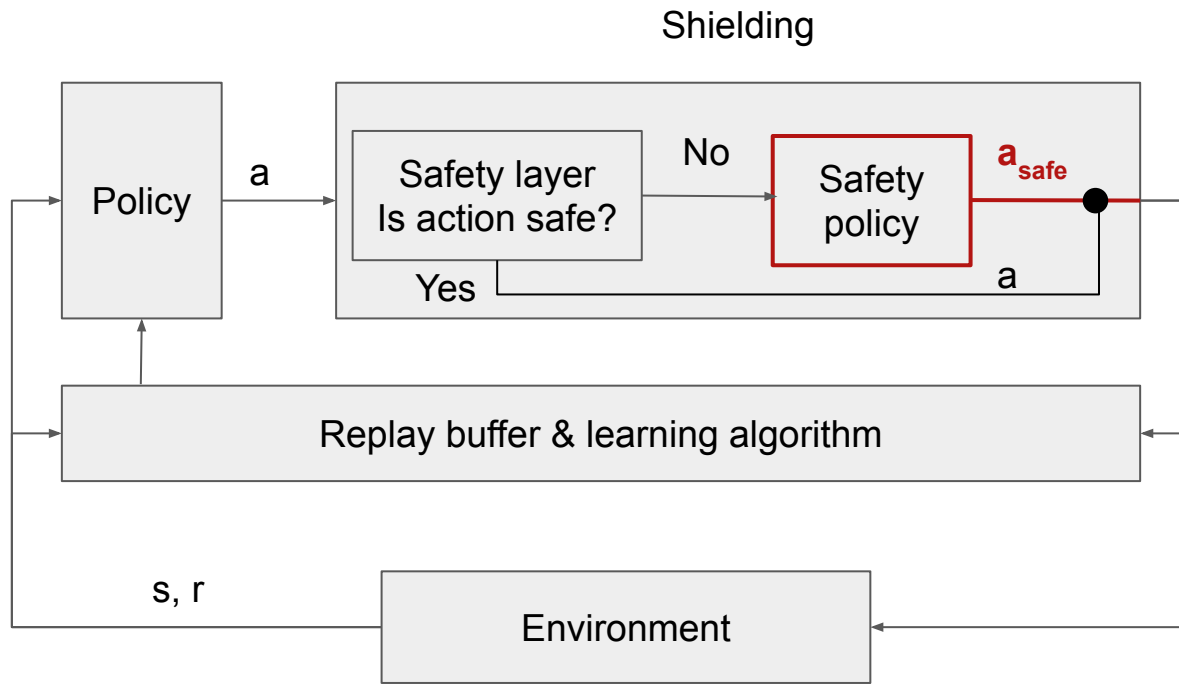 Shielding
Policy
a
Safety layer
Is action safe?
No
Yes
Safety
policy
a_safe
a
Replay buffer & learning algorithm
s, r
Environment